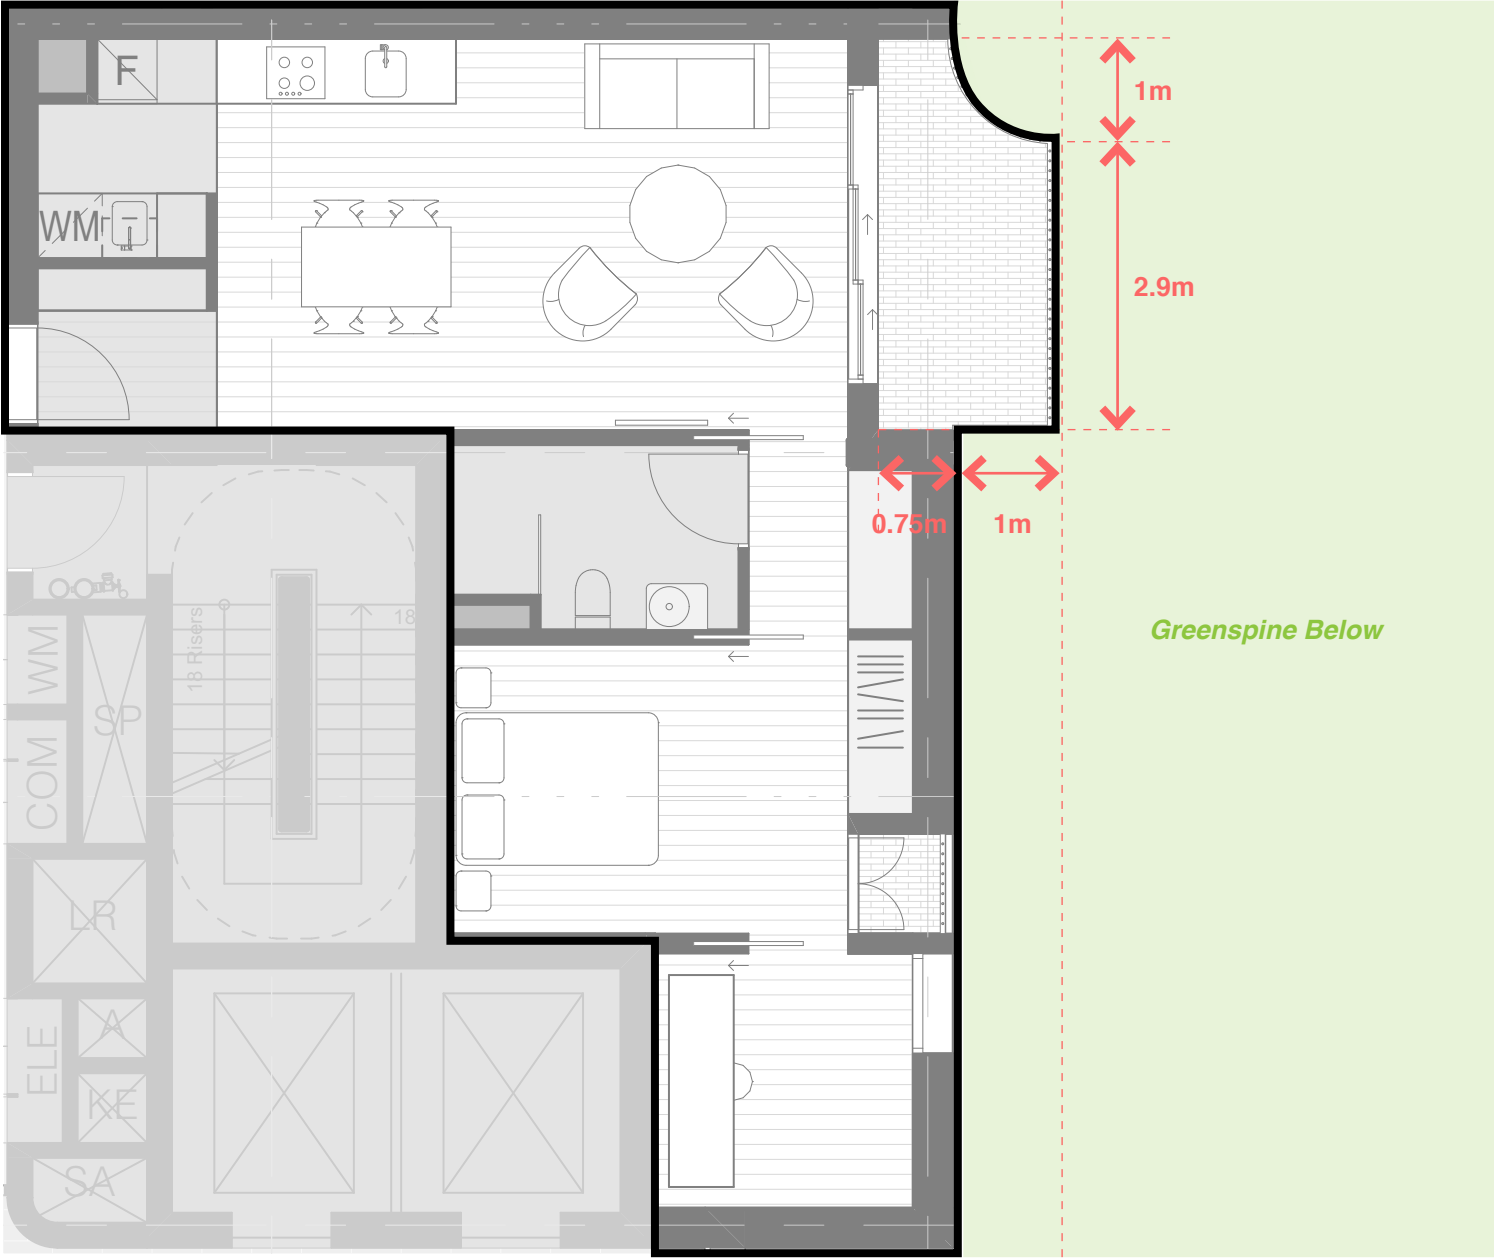 F
1m
WM
2.9m
0.75m
1m
18 Risers
18
WM
SP
Greenspine Below
COM
LR
A
ELE
KE
SA